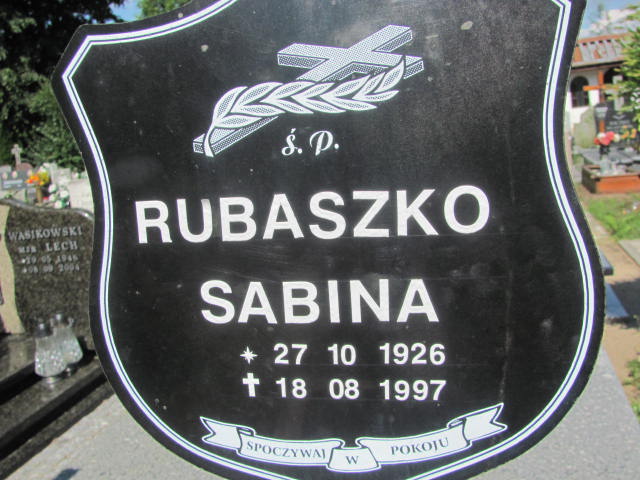 ś. p.
RUBASZKO
SABINA
* 27 10 1926
✝ 18 08 1997
SPOCZYWAJ W POKOJU
WASIKOWSKI
LECH